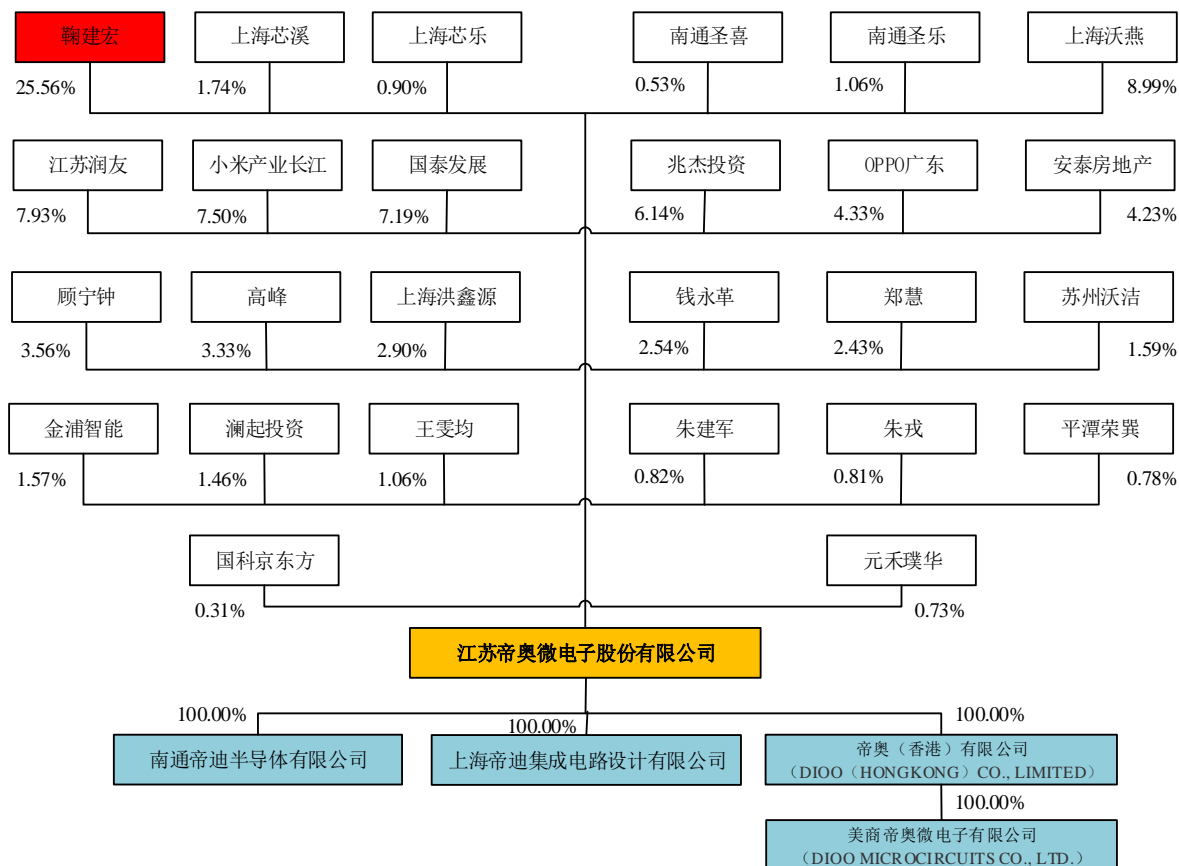 鞠建宏
上海芯溪
上海芯乐
南通圣喜
南通圣乐
上海沃燕
25.56%
1.74%
0.90%
0.53%
1.06%
8.99%
江苏润友
小米产业长江
国泰发展
兆杰投资
OPPO广东
安泰房地产
7.93%
7.50%
7.19%
6.14%
4.33%
4.23%
顾宁钟
高峰
上海洪鑫源
钱永革
郑慧
苏州沃洁
3.56%
3.33%
2.90%
2.54%
2.43%
1.59%
金浦智能
澜起投资
王雯均
朱建军
朱戎
平潭荣巽
1.57%
1.46%
1.06%
0.82%
0.81%
0.78%
国科京东方
元禾璞华
0.31%
0.73%
江苏帝奥微电子股份有限公司
100.00%
100.00%
100.00%
南通帝迪半导体有限公司
上海帝迪集成电路设计有限公司
帝奥（香港）有限公司
（DIOO（HONGKONG）CO., LIMITED）
100.00%
美商帝奥微电子有限公司
（DIOO MICROCIRCUITS CO., LTD.）